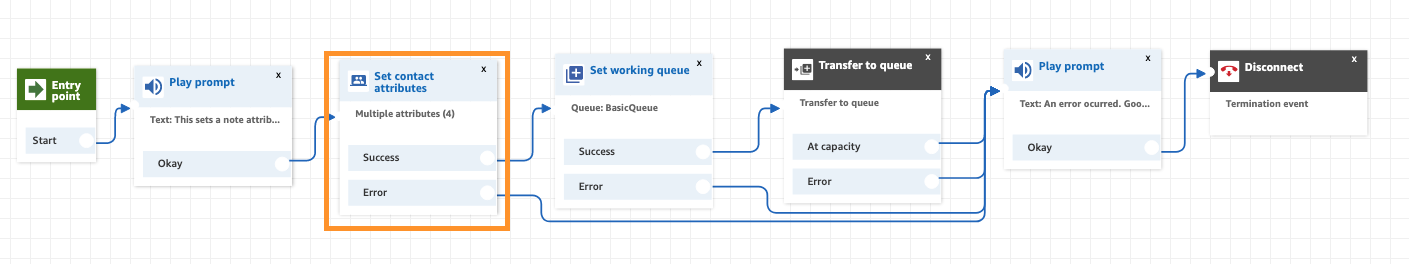 Entry
point
Start
Play prompt
x
Text: This sets a note attrib...
Okay
Set contact
attributes
x
Multiple attributes (4)
Success
Error
Set working queue
x
Queue: BasicQueue
Success
Error
Transfer to queue
x
Transfer to queue
At capacity
Error
Play prompt
x
Text: An error ocurred. Goo...
Okay
Disconnect
x
Termination event